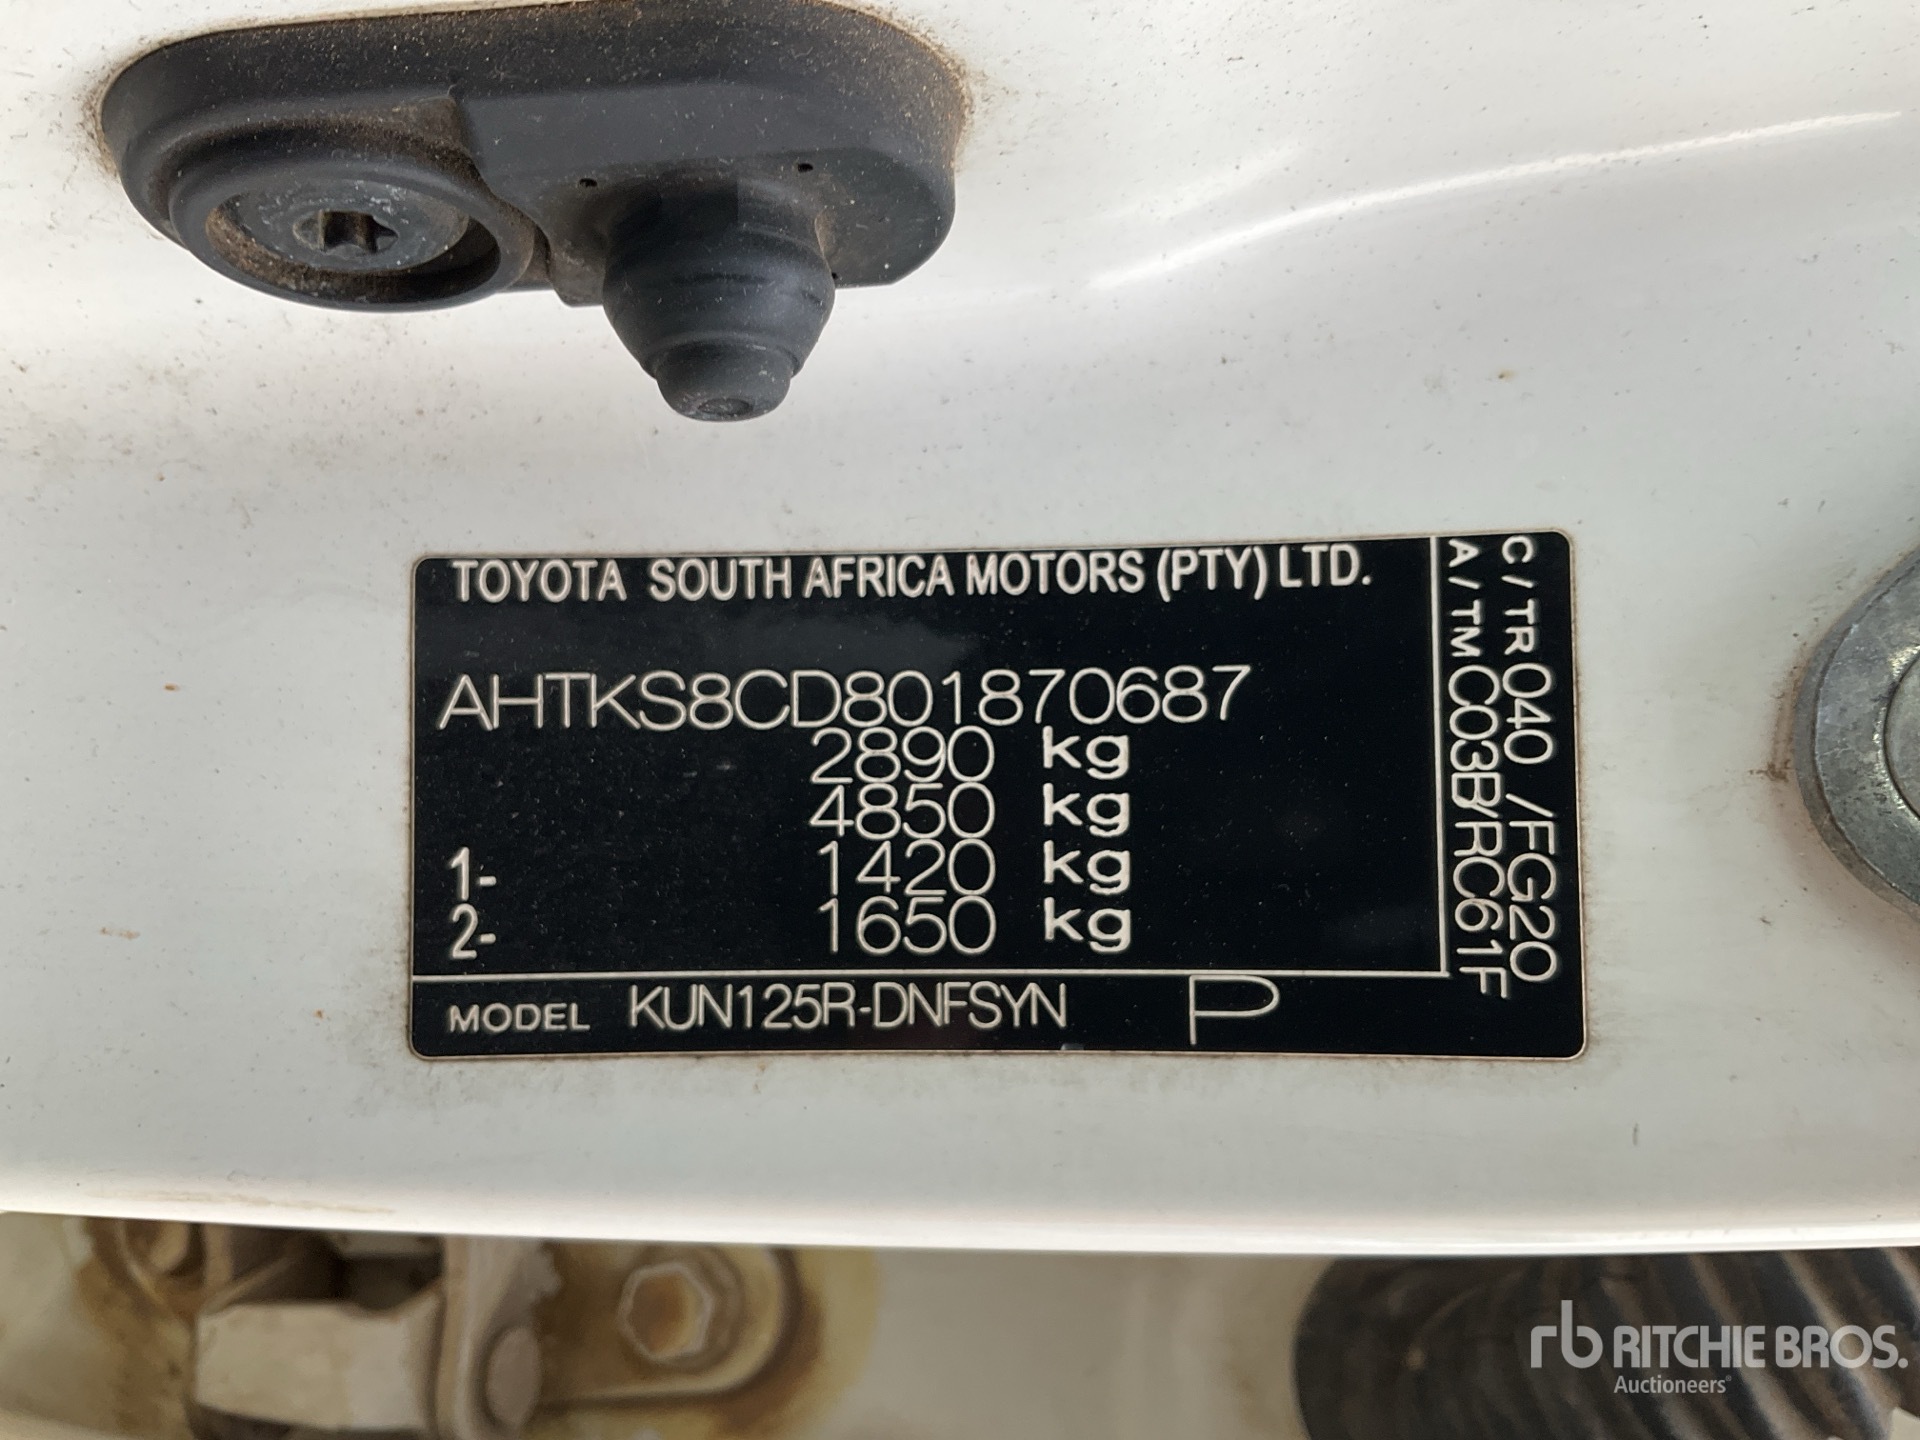 TOYOTA SOUTH AFRICA MOTORS (PTY) LTD.
AHTKS8CD801870687
2890 kg
4850 kg
1- 1420 kg
2- 1650 kg
MODEL KUN125R-DNFSYN P
C/TR 040 /FG20
A/TM C03B/RC61F
rb RITCHIE BROS.
Auctioneers